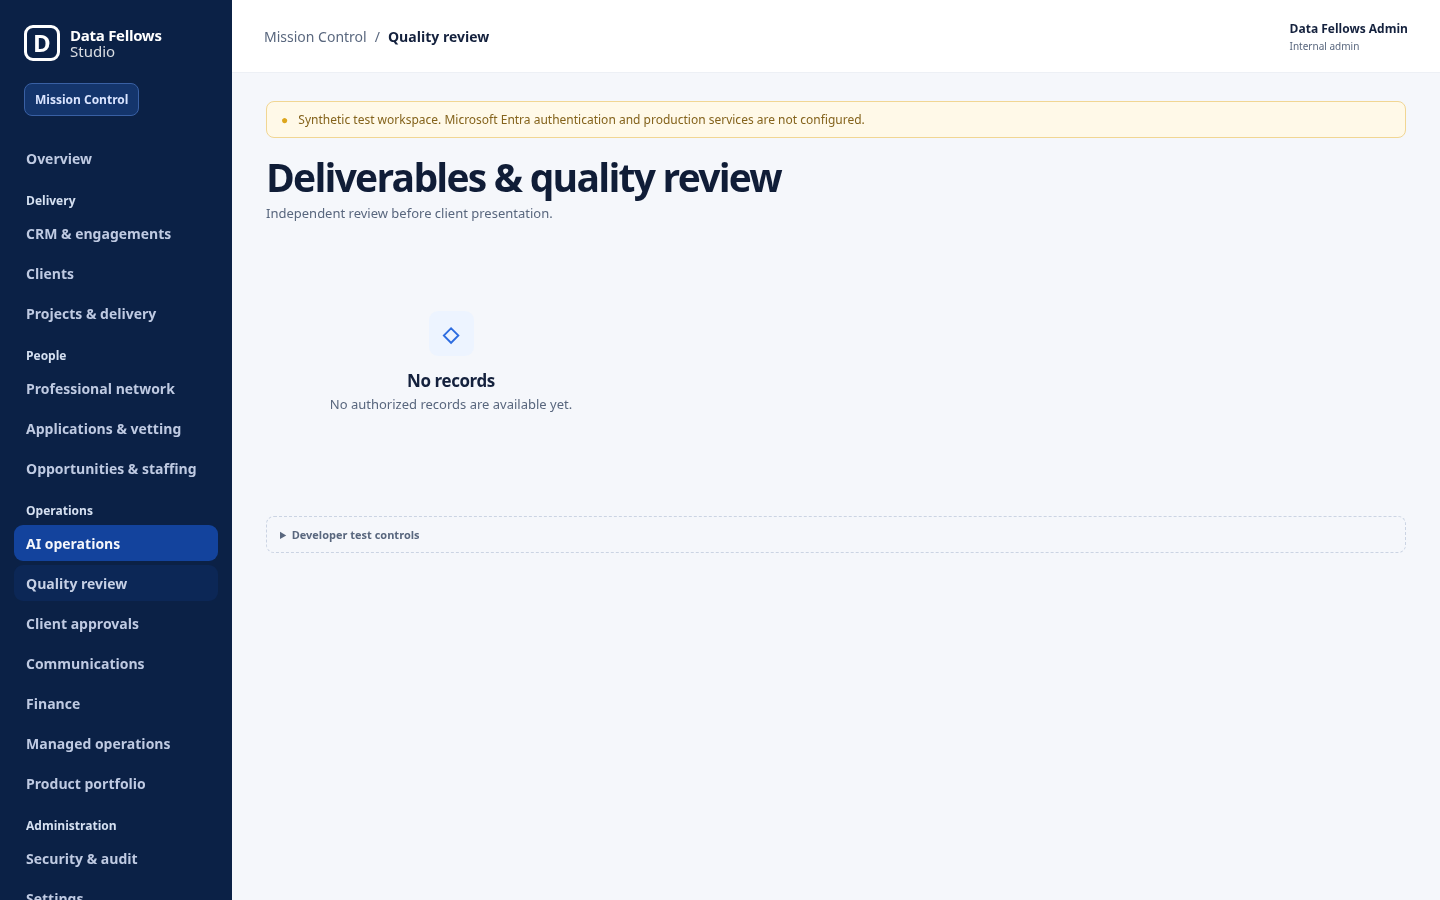 D
Data Fellows
Studio
Mission Control
Overview
Delivery
CRM & engagements
Clients
Projects & delivery
People
Professional network
Applications & vetting
Opportunities & staffing
Operations
AI operations
Quality review
Client approvals
Communications
Finance
Managed operations
Product portfolio
Administration
Security & audit
Settings
Mission Control / Quality review
Data Fellows Admin
Internal admin
Synthetic test workspace. Microsoft Entra authentication and production services are not configured.
Deliverables & quality review
Independent review before client presentation.
No records
No authorized records are available yet.
Developer test controls